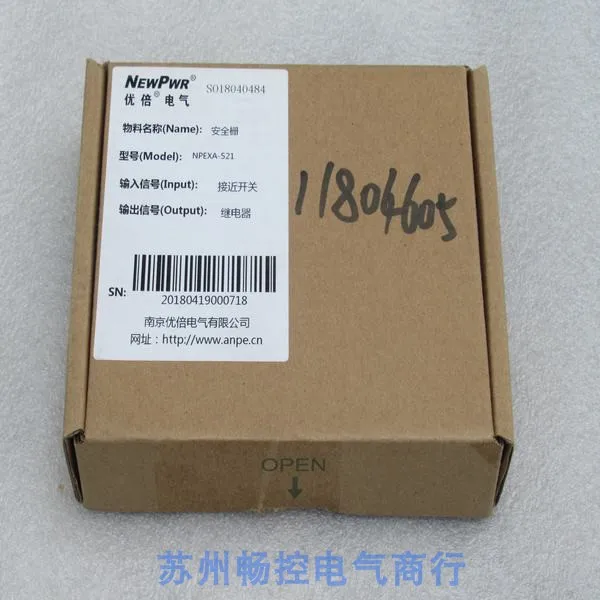 NEWPWR® SO18040484
优倍®电气
物料名称(Name): 安全栅
型号(Model): NPEXA-521
输入信号(Input): 接近开关
输出信号(Output): 继电器
11804605
SN:
20180419000718
南京优倍电气有限公司
网址：http://www.anpe.cn
OPEN
苏州畅控电气商行